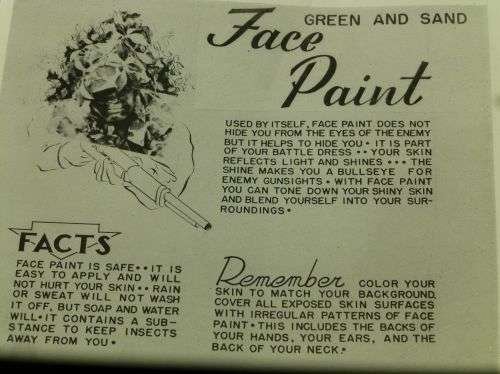 GREEN AND SAND
Face
Paint
USED BY ITSELF, FACE PAINT DOES NOT
HIDE YOU FROM THE EYES OF THE ENEMY
BUT IT HELPS TO HIDE YOU • IT IS PART
OF YOUR BATTLE DRESS •• YOUR SKIN
REFLECTS LIGHT AND SHINES ••• THE
SHINE MAKES YOU A BULLSEYE FOR
ENEMY GUNSIGHTS • WITH FACE PAINT
YOU CAN TONE DOWN YOUR SHINY SKIN
AND BLEND YOURSELF INTO YOUR SUR-
ROUNDINGS •
FACTS
FACE PAINT IS SAFE •• IT IS
EASY TO APPLY AND WILL
NOT HURT YOUR SKIN •• RAIN
OR SWEAT WILL NOT WASH
IT OFF, BUT SOAP AND WATER
WILL • IT CONTAINS A SUB-
STANCE TO KEEP INSECTS
AWAY FROM YOU •
Remember COLOR YOUR
SKIN TO MATCH YOUR BACKGROUND.
COVER ALL EXPOSED SKIN SURFACES
WITH IRREGULAR PATTERNS OF FACE
PAINT • THIS INCLUDES THE BACKS OF
YOUR HANDS, YOUR EARS, AND THE
BACK OF YOUR NECK •